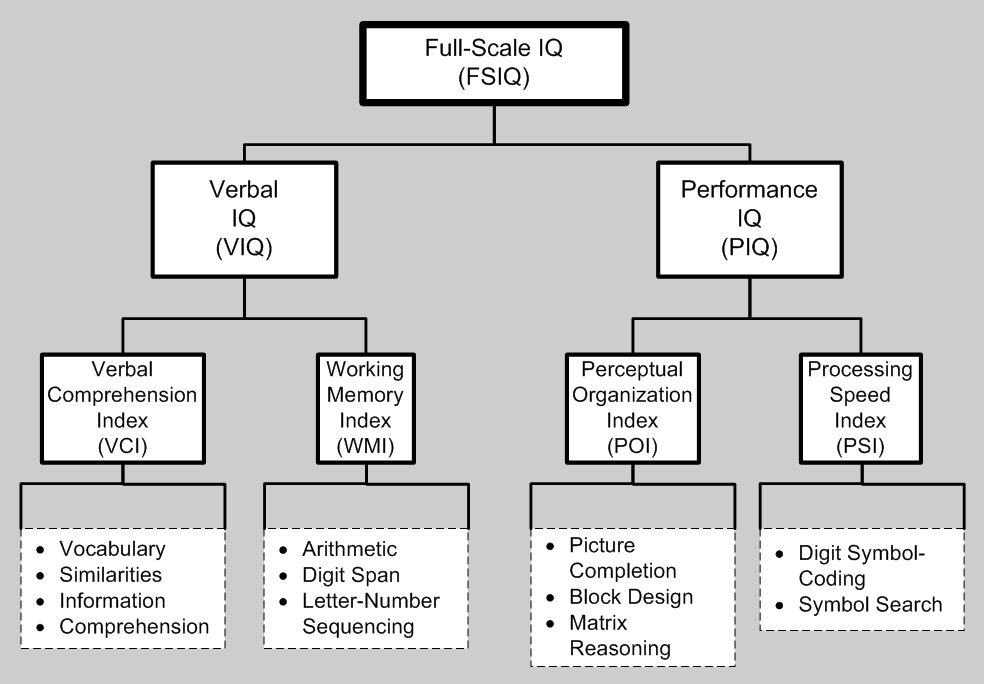 Full-Scale IQ
(FSIQ)
Verbal
IQ
(VIQ)
Performance
IQ
(PIQ)
Verbal
Comprehension
Index
(VCI)
Working
Memory
Index
(WMI)
Perceptual
Organization
Index
(POI)
Processing
Speed
Index
(PSI)
• Vocabulary
• Similarities
• Information
• Comprehension
• Arithmetic
• Digit Span
• Letter-Number
Sequencing
• Picture
Completion
• Block Design
• Matrix
Reasoning
• Digit Symbol-
Coding
• Symbol Search